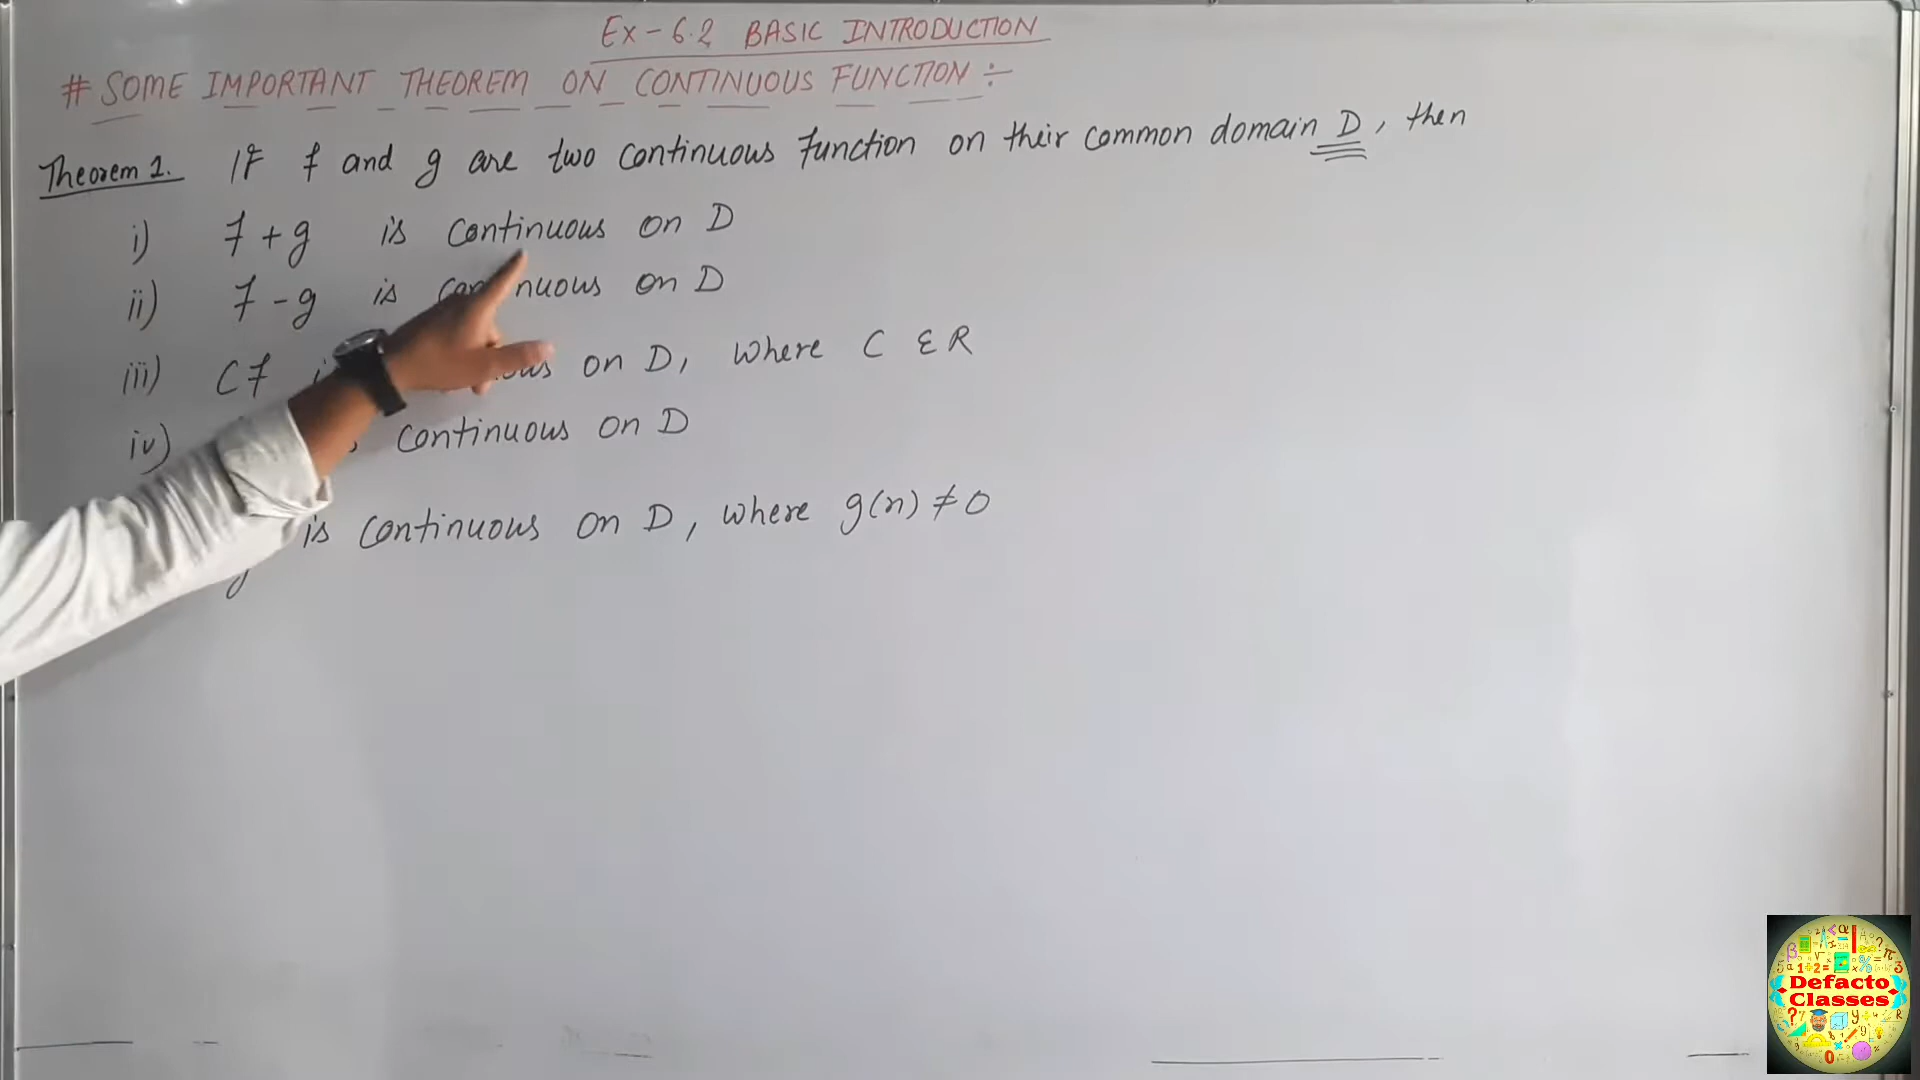 Ex - 6.2 BASIC INTRODUCTION
# SOME IMPORTANT THEOREM ON CONTINUOUS FUNCTION ÷
Theorem 1. IF f and g are two continuous function on their common domain D, then
i) f + g is continuous on D
ii) f - g is continuous on D
iii) Cf on D, where C ε R
iv) continuous on D
is continuous on D, where g(n) ≠ 0
Defacto
Classes